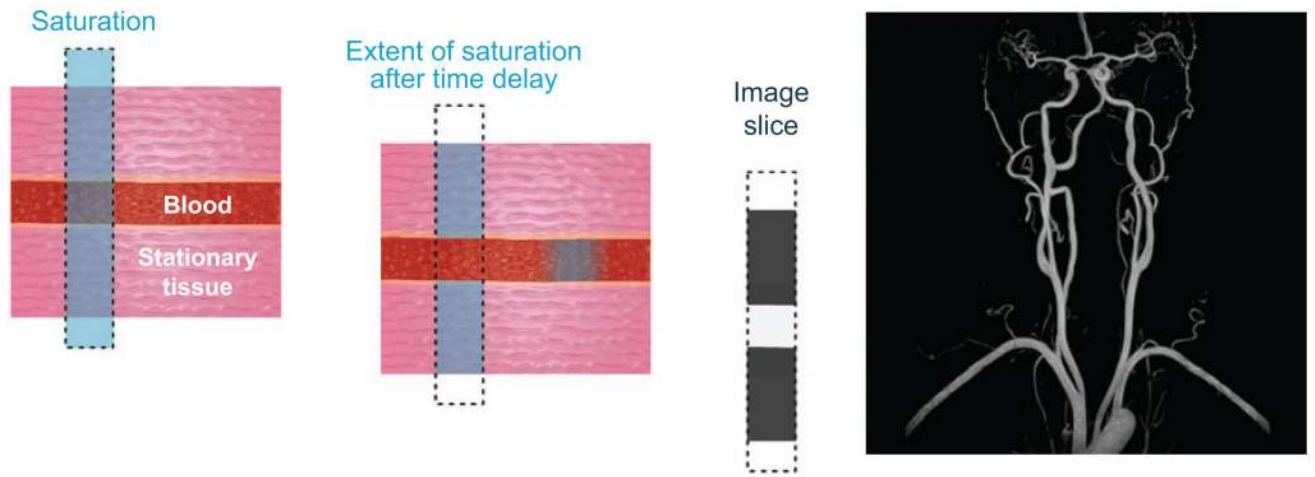 Saturation
Blood
Stationary
tissue
Extent of saturation
after time delay
Image
slice